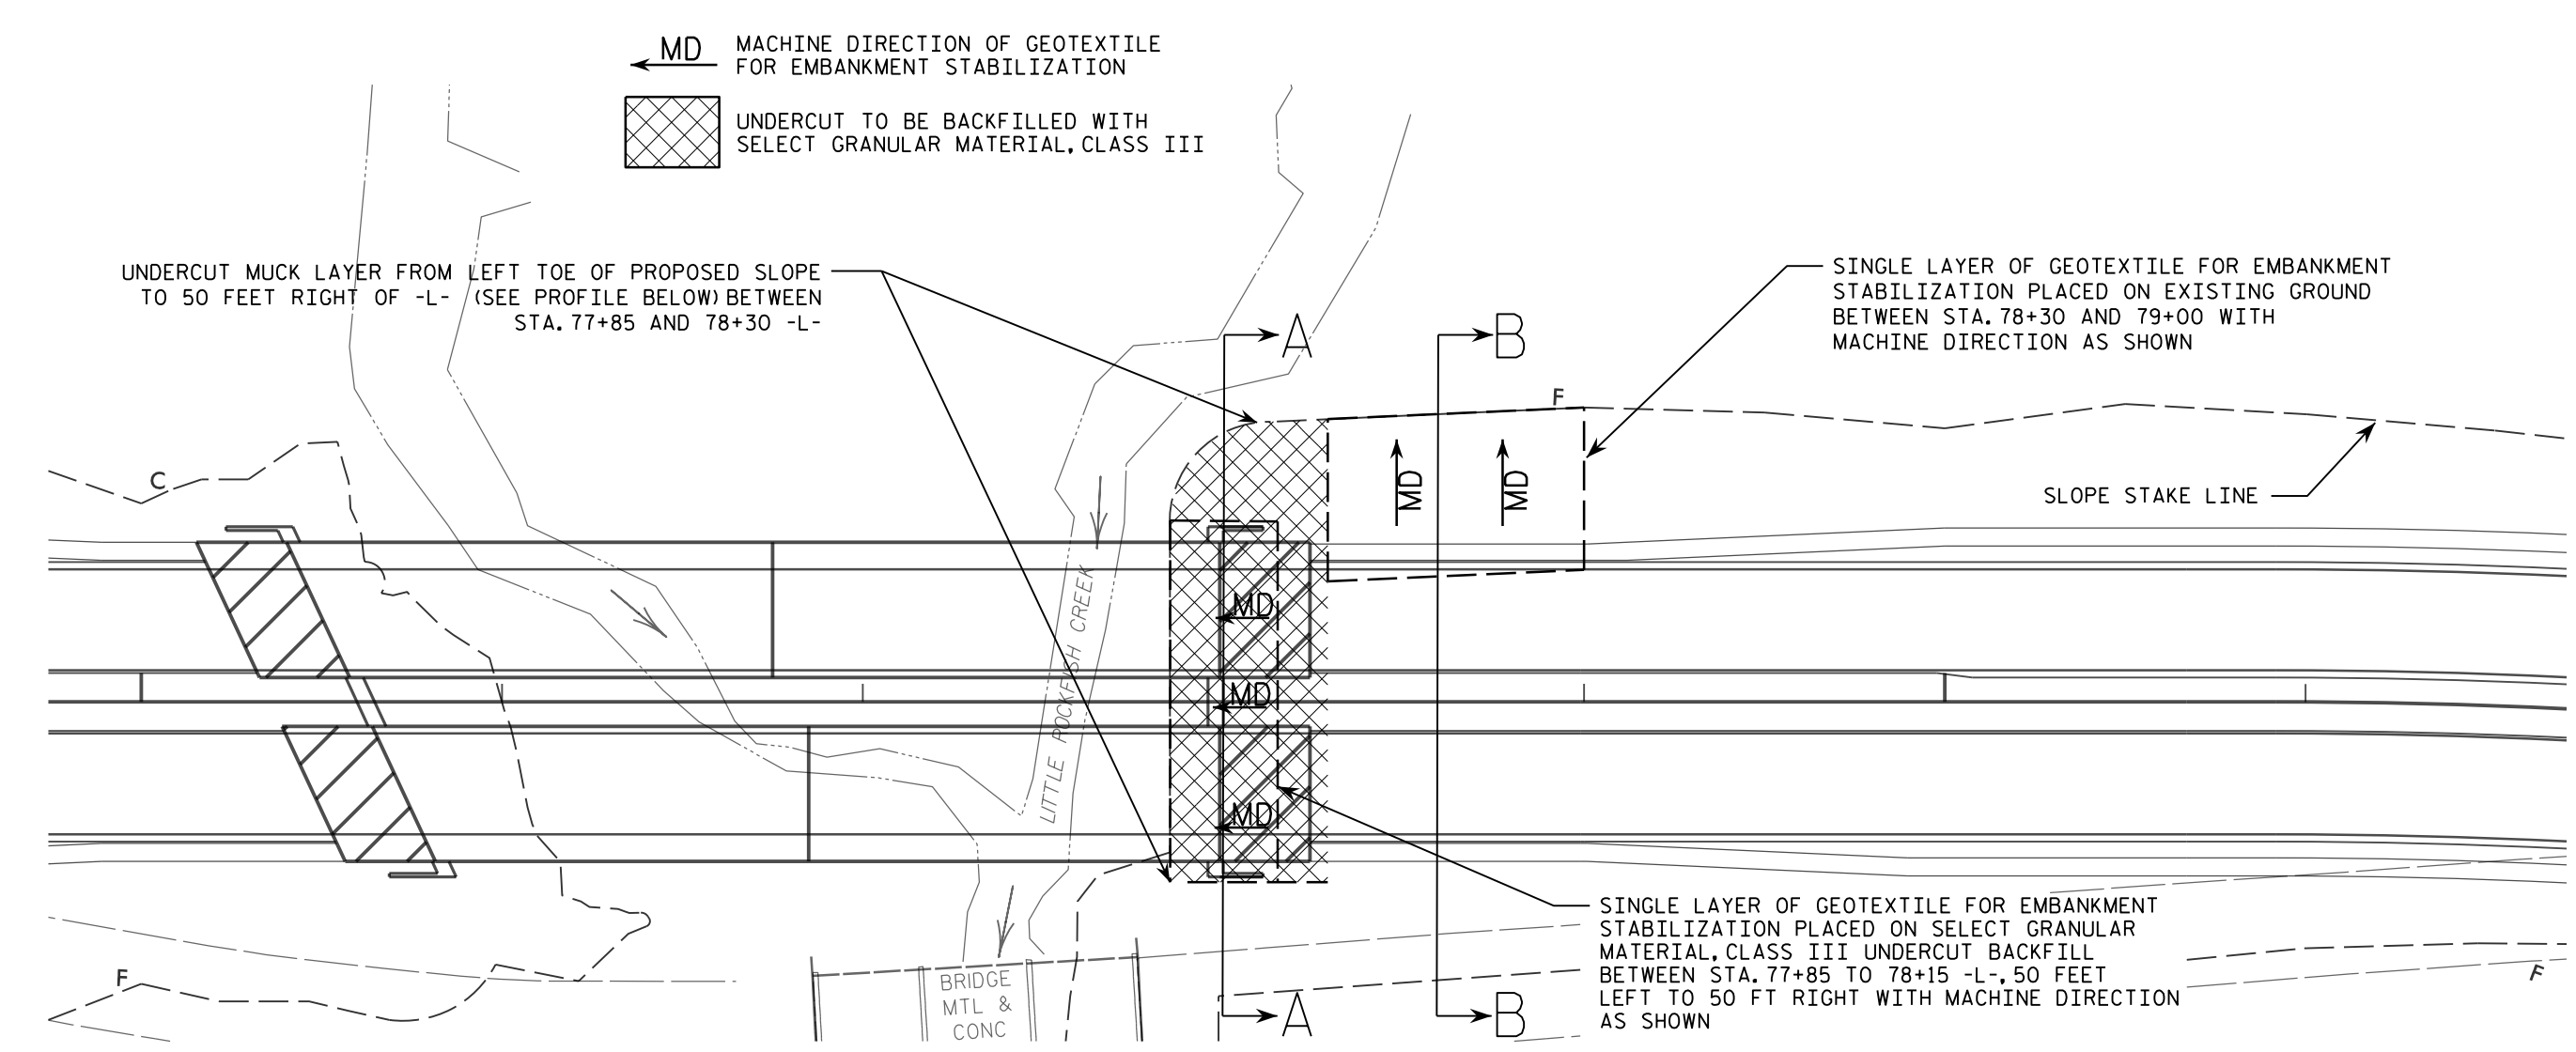 MD
MACHINE DIRECTION OF GEOTEXTILE
FOR EMBANKMENT STABILIZATION
UNDERCUT TO BE BACKFILLED WITH
SELECT GRANULAR MATERIAL, CLASS III
UNDERCUT MUCK LAYER FROM LEFT TOE OF PROPOSED SLOPE
TO 50 FEET RIGHT OF -L- (SEE PROFILE BELOW) BETWEEN
STA. 77+85 AND 78+30 -L-
SINGLE LAYER OF GEOTEXTILE FOR EMBANKMENT
STABILIZATION PLACED ON EXISTING GROUND
BETWEEN STA. 78+30 AND 79+00 WITH
MACHINE DIRECTION AS SHOWN
A
B
F
C
MD
MD
SLOPE STAKE LINE
MD
MD
MD
LITTLE ROCKFISH CREEK
SINGLE LAYER OF GEOTEXTILE FOR EMBANKMENT
STABILIZATION PLACED ON SELECT GRANULAR
MATERIAL, CLASS III UNDERCUT BACKFILL
BETWEEN STA. 77+85 TO 78+15 -L-, 50 FEET
LEFT TO 50 FT RIGHT WITH MACHINE DIRECTION
AS SHOWN
F
BRIDGE
MTL &
CONC
A
B
F